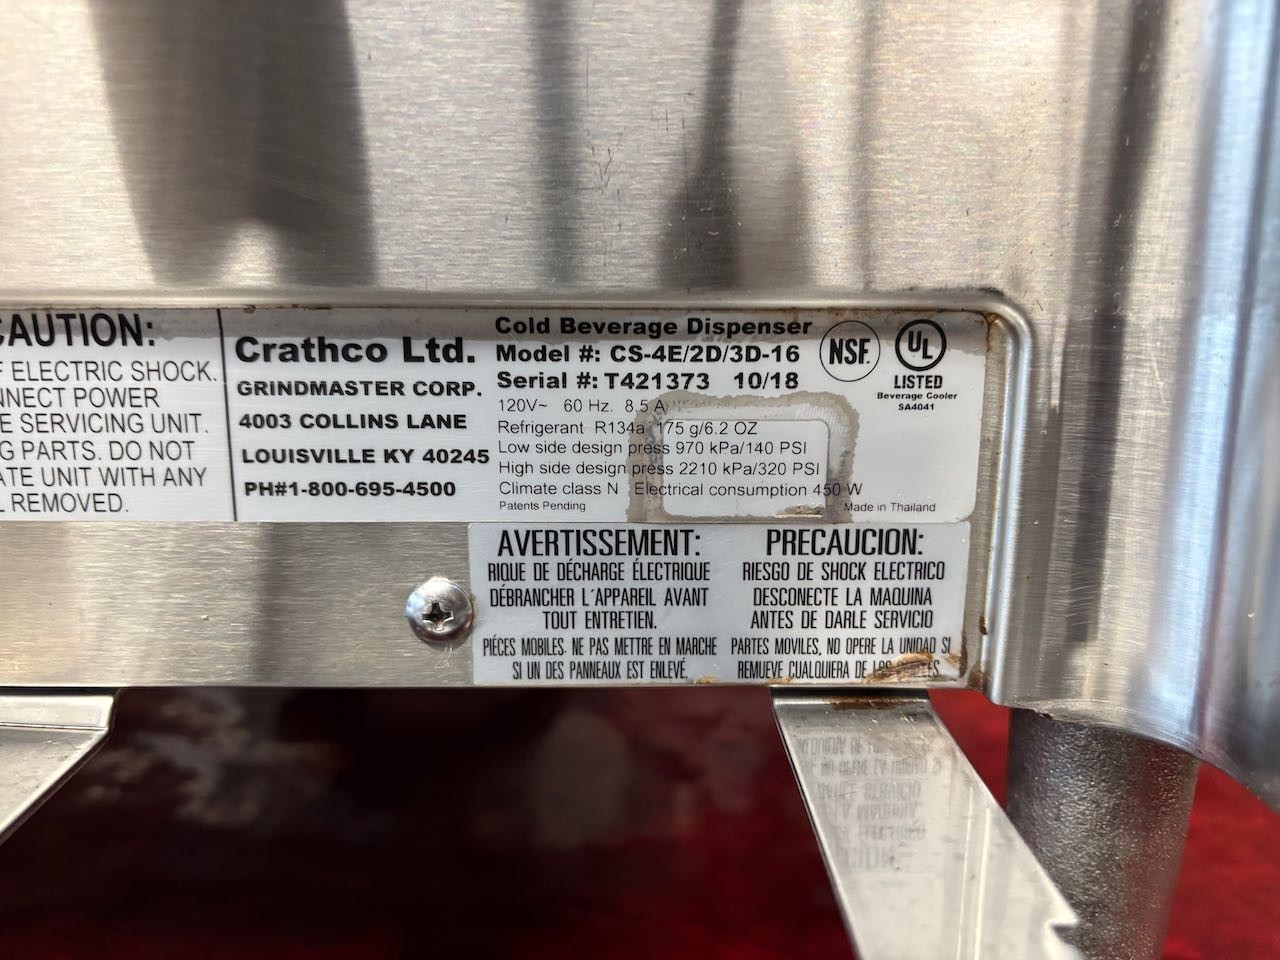 CAUTION:
F ELECTRIC SHOCK.
NNECT POWER
E SERVICING UNIT.
G PARTS. DO NOT
ATE UNIT WITH ANY
L REMOVED.
Crathco Ltd.
GRINDMASTER CORP.
4003 COLLINS LANE
LOUISVILLE KY 40245
PH#1-800-695-4500
Cold Beverage Dispenser
Model #: CS-4E/2D/3D-16
Serial #: T421373 10/18
120V~ 60 Hz. 8.5 A
Refrigerant R134a 175 g/6.2 OZ
Low side design press 970 kPa/140 PSI
High side design press 2210 kPa/320 PSI
Climate class N Electrical consumption 450 W
Patents Pending
Made in Thailand
NSF.
UL
LISTED
Beverage Cooler
SA4041
AVERTISSEMENT:
RIQUE DE DÉCHARGE ÉLECTRIQUE
DÉBRANCHER L'APPAREIL AVANT
TOUT ENTRETIEN.
PIÉCES MOBILES. NE PAS METTRE EN MARCHE
SI UN DES PANNEAUX EST ENLEVÉ.
PRECAUCION:
RIESGO DE SHOCK ELECTRICO
DESCONECTE LA MAQUINA
ANTES DE DARLE SERVICIO
PARTES MOVILES, NO OPERE LA UNIDAD SI
REMUEVE CUALQUIERA DE